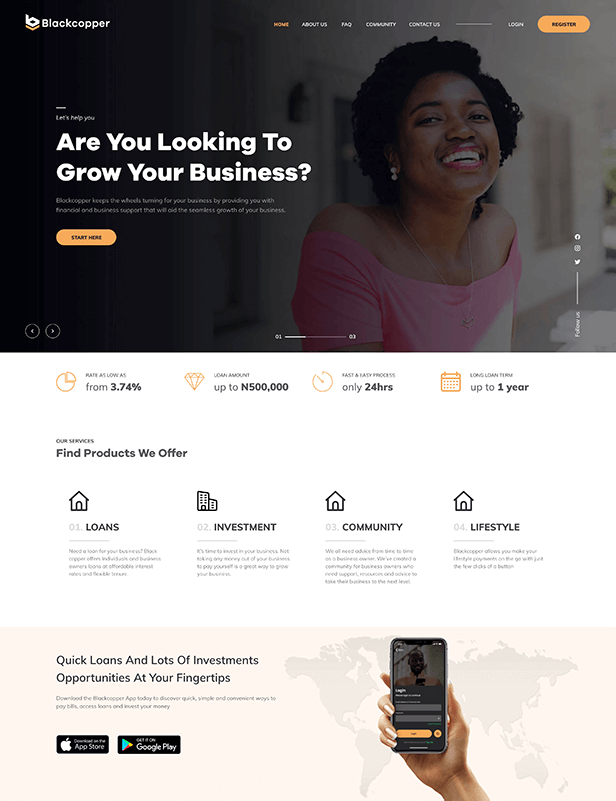 Blackcopper
HOME ABOUT US FAQ COMMUNITY CONTACT US LOGIN REGISTER
Let's help you
Are You Looking To
Grow Your Business?
Blackcopper keeps the wheels turning for your business by providing you with
financial and business support that will aid the seamless growth of your business.
START HERE
Follow us
01 03
RATE AS LOW AS
from 3.74%
LOAN AMOUNT
up to N500,000
FAST & EASY PROCESS
only 24hrs
LONG LOAN TERM
up to 1 year
OUR SERVICES
Find Products We Offer
01. LOANS
Need a loan for your business? Black
copper offers individuals and business
owners loans at affordable interest
rates and flexible tenure.
02. INVESTMENT
It's time to invest in your business. Not
taking any money out of your business
to pay yourself is a great way to grow
your business.
03. COMMUNITY
We all need advice from time to time
as a business owner. We've created a
community for business owners who
need support, resources and advice to
take their business to the next level.
04. LIFESTYLE
Blackcopper allows you make your
lifestyle payments on the go with just
the few clicks of a button
Quick Loans And Lots Of Investments
Opportunities At Your Fingertips
Download the Blackcopper App today to discover quick, simple and convenient ways to
pay bills, access loans and invest your money
Download on the
App Store
GET IT ON
Google Play
Login
Login